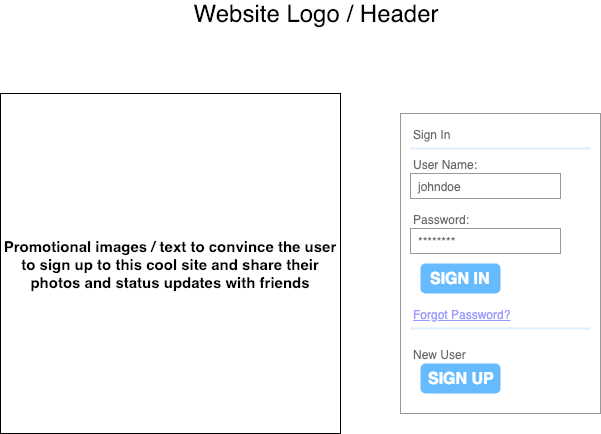 Website Logo / Header
Promotional images / text to convince the user
to sign up to this cool site and share their
photos and status updates with friends
Sign In
User Name:
johndoe
Password:
********
SIGN IN
Forgot Password?
New User
SIGN UP